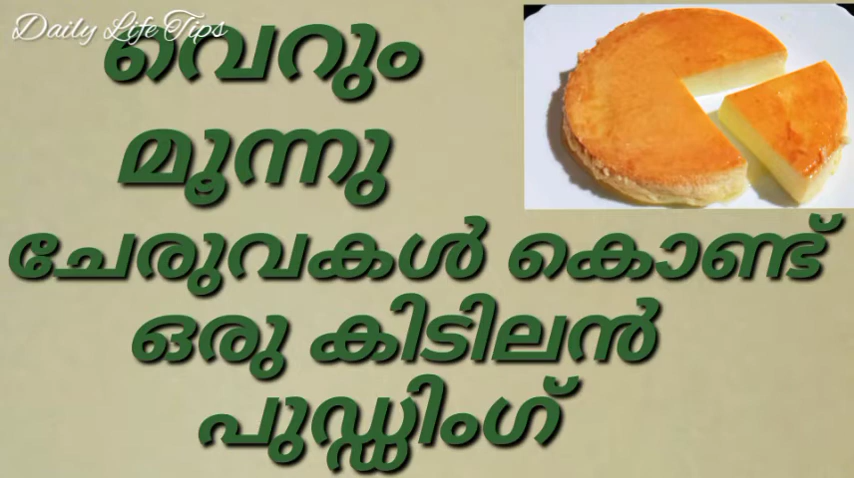 Daily Life Tips
വെറും
മൂന്നു
ചേരുവകൾ കൊണ്ട്
ഒരു കിടിലൻ
പുഡ്ഡിംഗ്